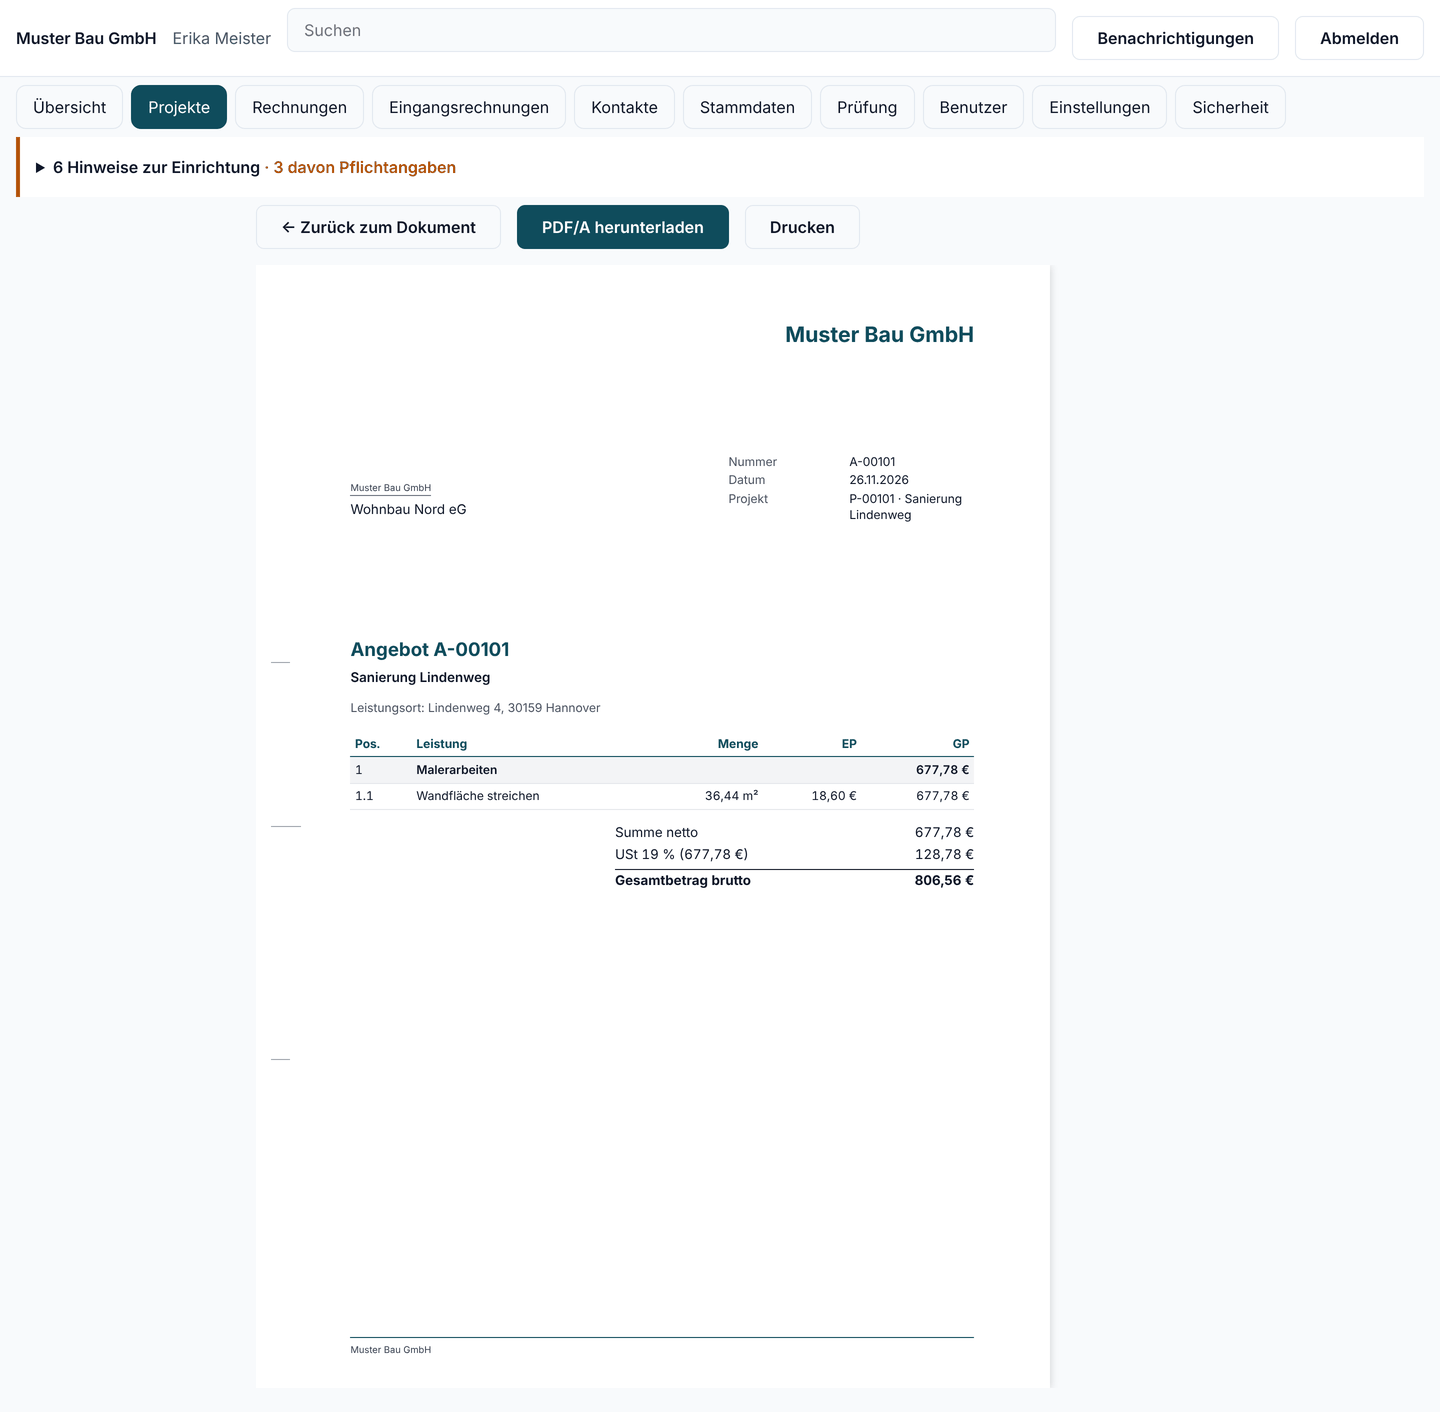 Muster Bau GmbH Erika Meister Suchen Benachrichtigungen Abmelden
Übersicht Projekte Rechnungen Eingangsrechnungen Kontakte Stammdaten Prüfung Benutzer Einstellungen Sicherheit
▶ 6 Hinweise zur Einrichtung · 3 davon Pflichtangaben
← Zurück zum Dokument PDF/A herunterladen Drucken
Muster Bau GmbH
Nummer A-00101
Datum 26.11.2026
Projekt P-00101 · Sanierung
Lindenweg
Muster Bau GmbH
Wohnbau Nord eG
Angebot A-00101
Sanierung Lindenweg
Leistungsort: Lindenweg 4, 30159 Hannover
Pos. Leistung Menge EP GP
1 Malerarbeiten 677,78 €
1.1 Wandfläche streichen 36,44 m² 18,60 € 677,78 €
Summe netto 677,78 €
USt 19 % (677,78 €) 128,78 €
Gesamtbetrag brutto 806,56 €
Muster Bau GmbH